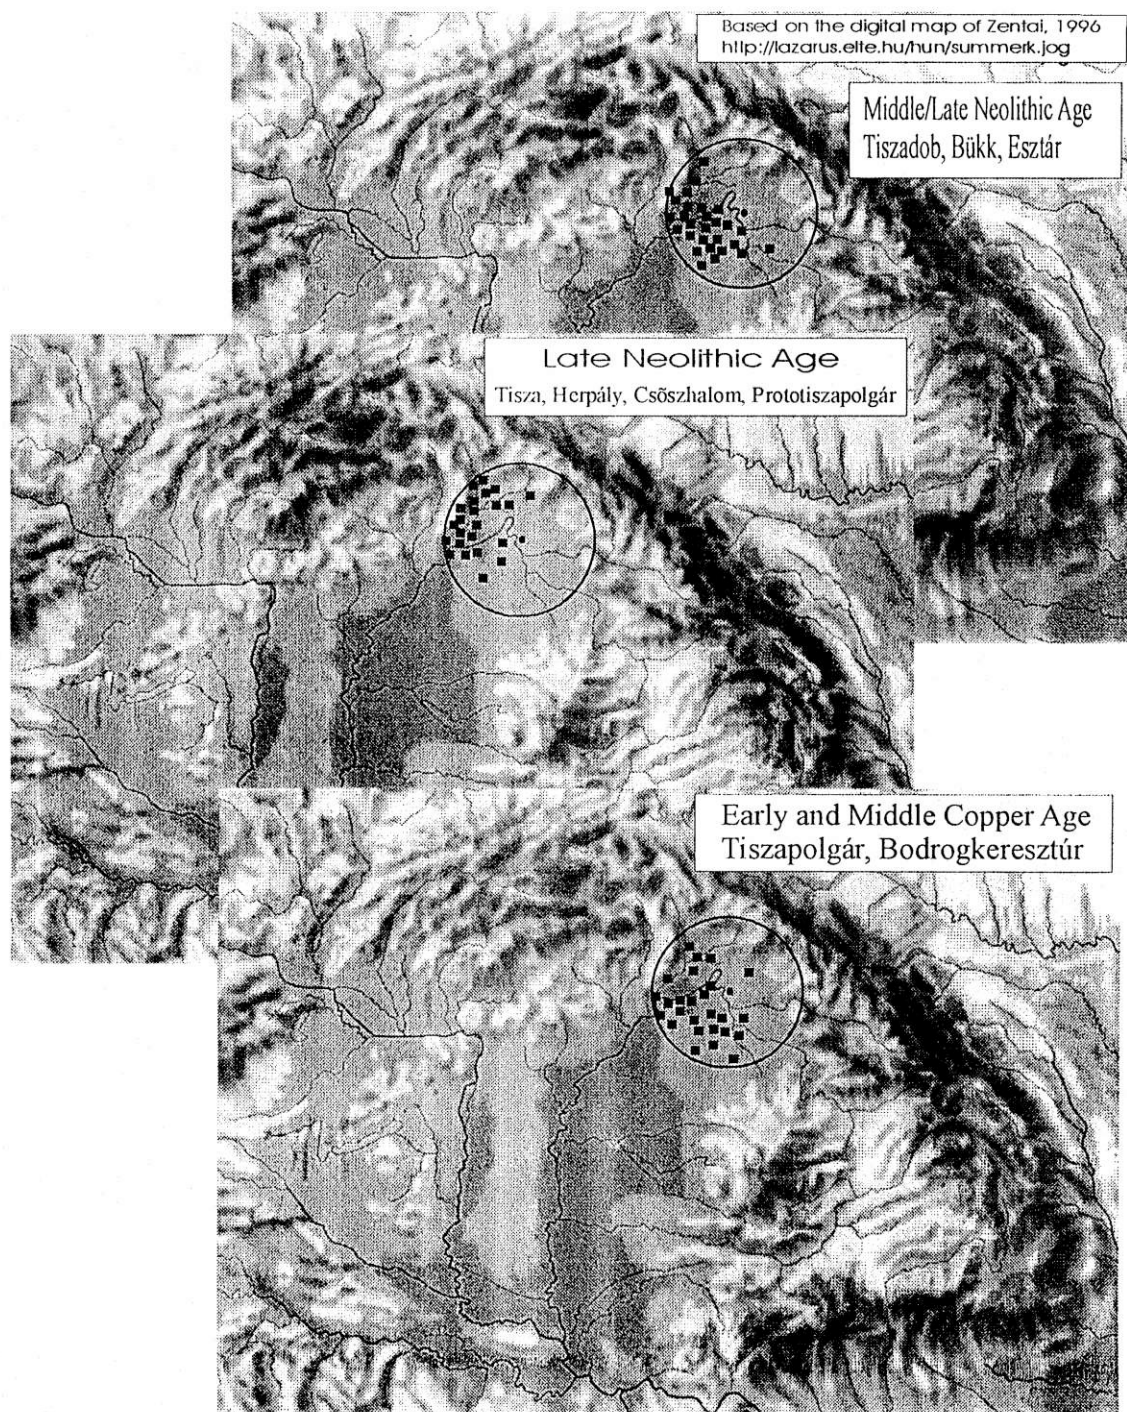 Based on the digital map of Zentai, 1996
http://lazarus.elte.hu/hun/summerk.jog
Middle/Late Neolithic Age
Tiszadob, Bükk, Esztár
Late Neolithic Age
Tisza, Herpály, Csõszhalom, Prototiszapolgár
Early and Middle Copper Age
Tiszapolgár, Bodrogkeresztúr